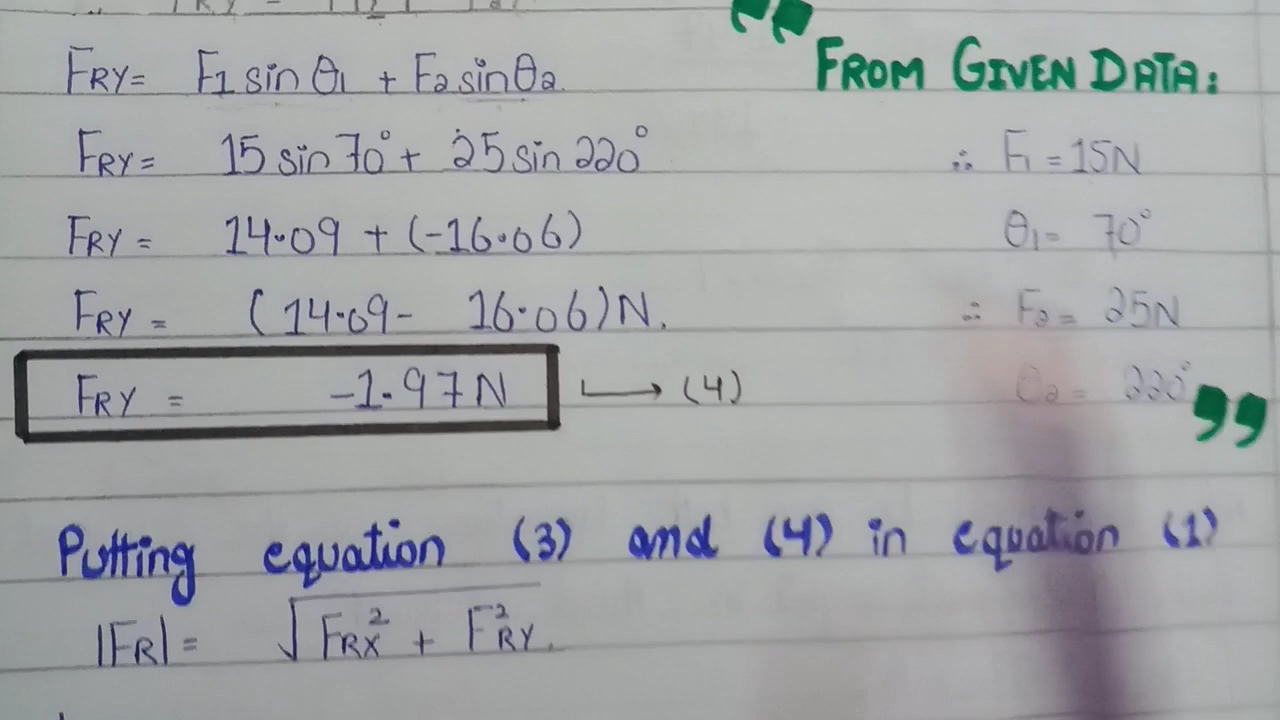 FRY = F1 sin θ1 + F2 sin θ2.
FRY = 15 sin 70° + 25 sin 220°
FRY = 14.09 + (-16.06)
FRY = (14.09 - 16.06) N.
FRY = -1.97 N → (4)
“ FROM GIVEN DATA:
∴ F1 = 15N
θ1 = 70°
∴ F2 = 25N
θ2 = 220° ”
Putting equation (3) and (4) in equation (1)
|FR| = √FRX² + F²RY.